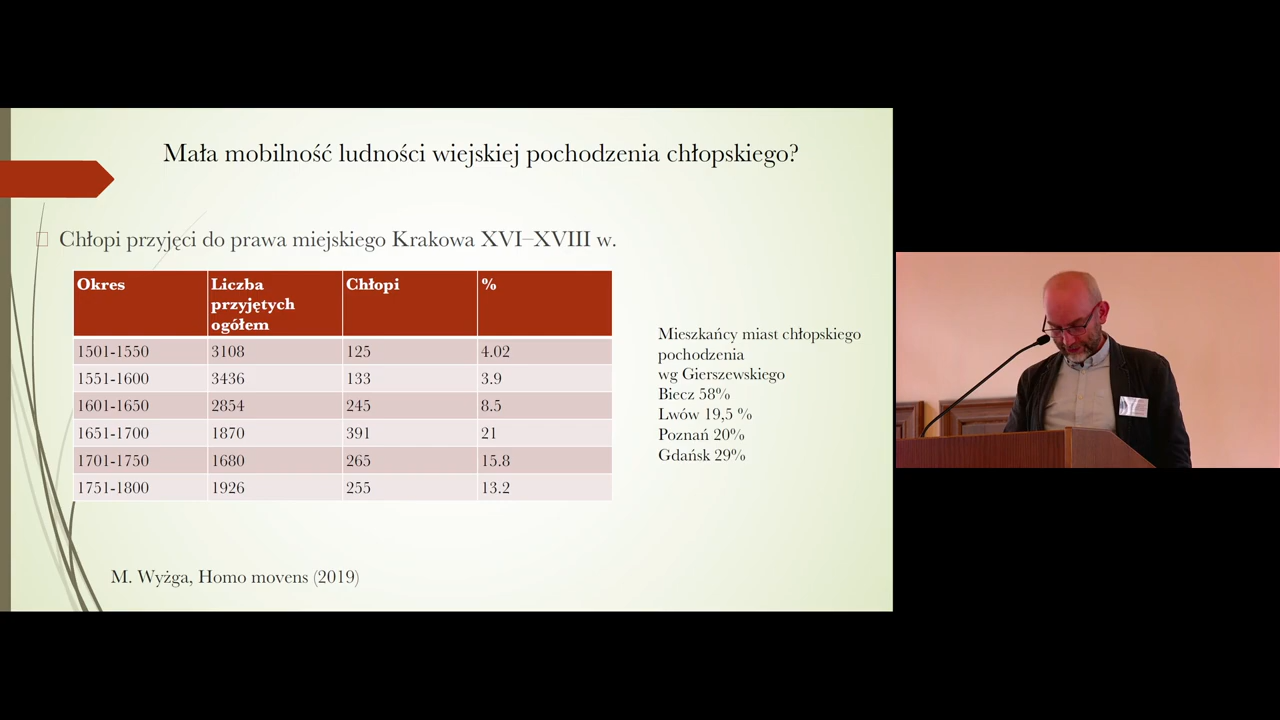 Mała mobilność ludności wiejskiej pochodzenia chłopskiego?
Chłopi przyjęci do prawa miejskiego Krakowa XVI–XVIII w.
Okres Liczba przyjętych ogółem Chłopi %
1501-1550 3108 125 4.02
1551-1600 3436 133 3.9
1601-1650 2854 245 8.5
1651-1700 1870 391 21
1701-1750 1680 265 15.8
1751-1800 1926 255 13.2
Mieszkańcy miast chłopskiego
pochodzenia
wg Gierszewskiego
Biecz 58%
Lwów 19,5 %
Poznań 20%
Gdańsk 29%
M. Wyżga, Homo movens (2019)